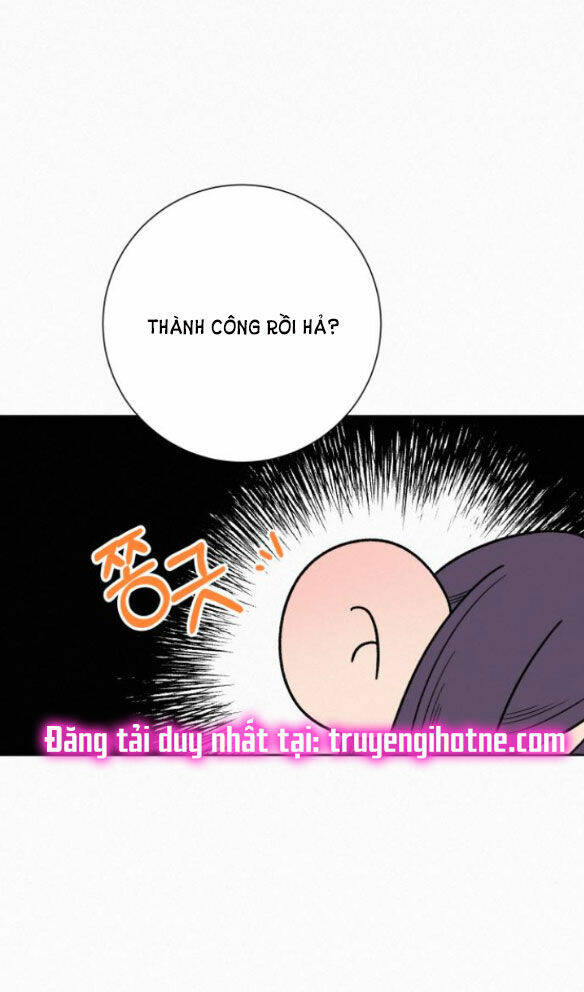 THÀNH CÔNG RỒI HẢ?
쫑긋
Đăng tải duy nhất tại: truyengihotne.com